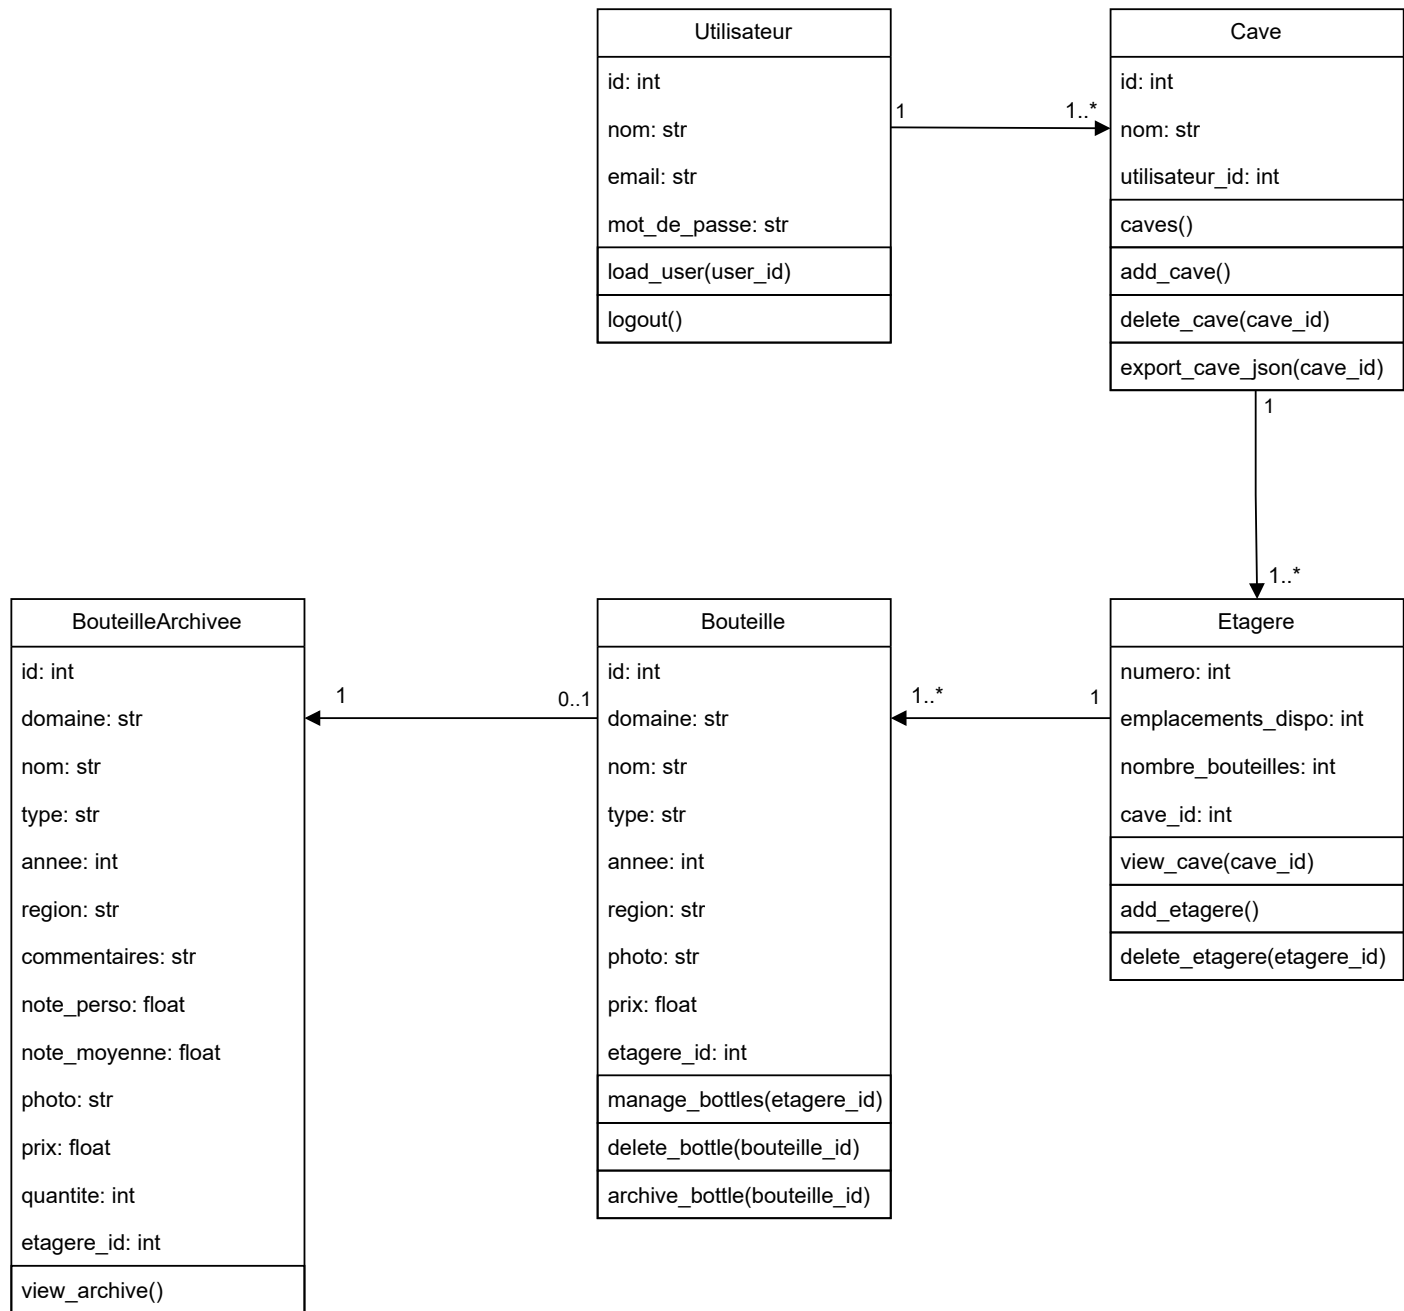 Utilisateur
id: int
nom: str
email: str
mot_de_passe: str
load_user(user_id)
logout()
1
1..*
Cave
id: int
nom: str
utilisateur_id: int
caves()
add_cave()
delete_cave(cave_id)
export_cave_json(cave_id)
1
1..*
BouteilleArchivee
id: int
domaine: str
nom: str
type: str
annee: int
region: str
commentaires: str
note_perso: float
note_moyenne: float
photo: str
prix: float
quantite: int
etagere_id: int
view_archive()
1
0..1
Bouteille
id: int
domaine: str
nom: str
type: str
annee: int
region: str
photo: str
prix: float
etagere_id: int
manage_bottles(etagere_id)
delete_bottle(bouteille_id)
archive_bottle(bouteille_id)
1..*
1
Etagere
numero: int
emplacements_dispo: int
nombre_bouteilles: int
cave_id: int
view_cave(cave_id)
add_etagere()
delete_etagere(etagere_id)